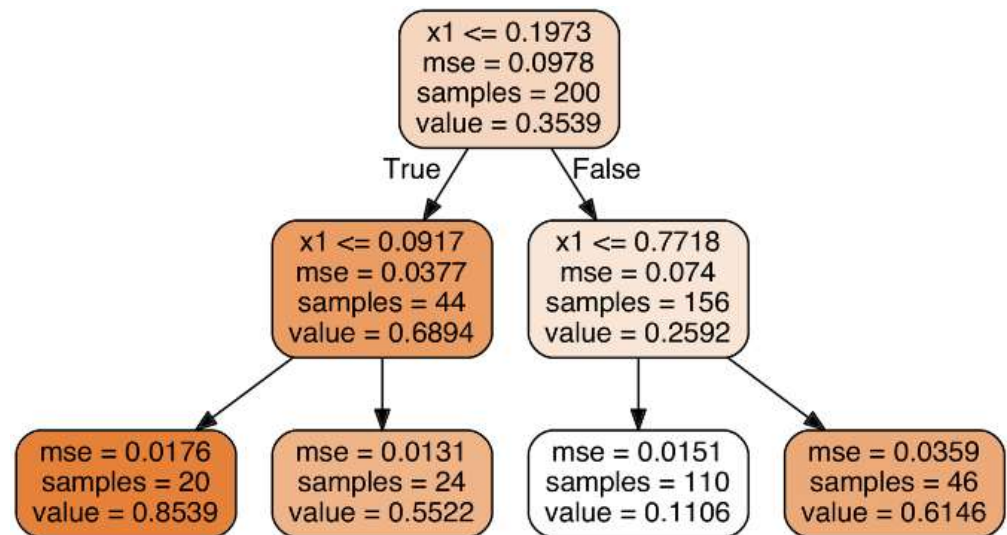 x1 <= 0.1973
mse = 0.0978
samples = 200
value = 0.3539
True
False
x1 <= 0.0917
mse = 0.0377
samples = 44
value = 0.6894
x1 <= 0.7718
mse = 0.074
samples = 156
value = 0.2592
mse = 0.0176
samples = 20
value = 0.8539
mse = 0.0131
samples = 24
value = 0.5522
mse = 0.0151
samples = 110
value = 0.1106
mse = 0.0359
samples = 46
value = 0.6146